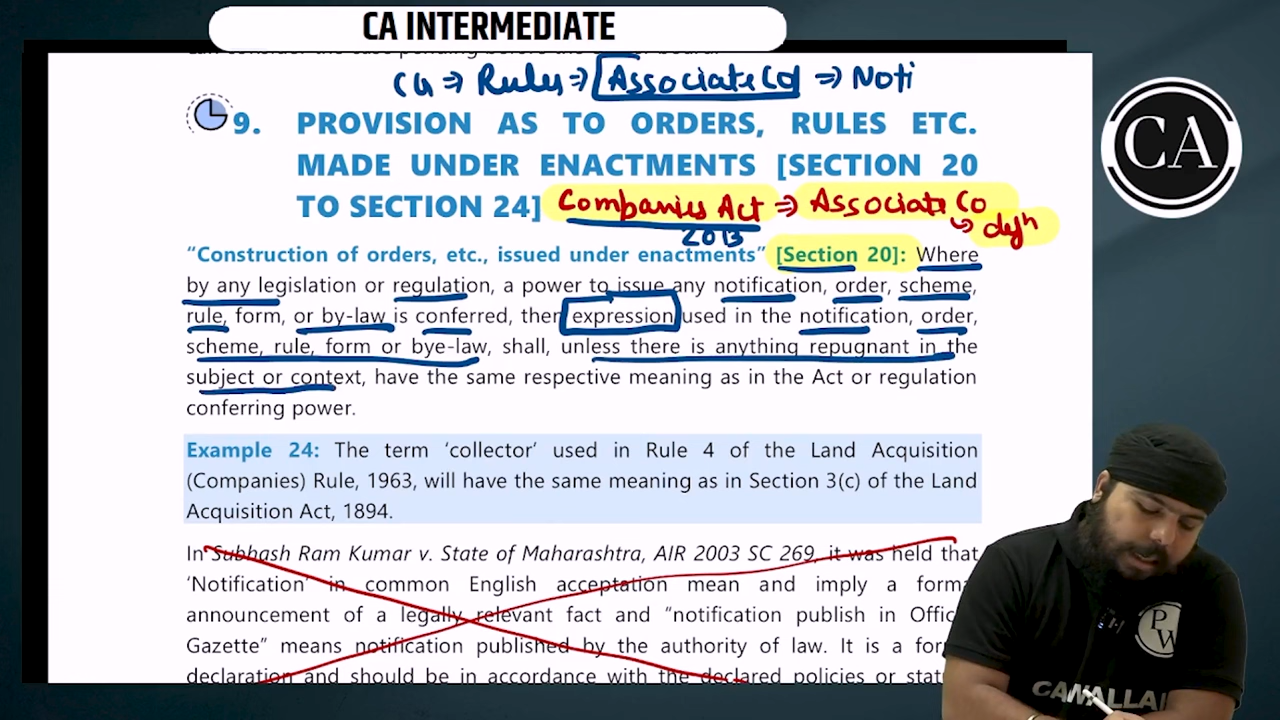 CA INTERMEDIATE
CG ⇒ Rules ⇒ Associate Co ⇒ Noti
9. PROVISION AS TO ORDERS, RULES ETC.
MADE UNDER ENACTMENTS [SECTION 20
TO SECTION 24] Companies Act ⇒ Associate Co
2013 ↳ defn
“Construction of orders, etc., issued under enactments” [Section 20]: Where
by any legislation or regulation, a power to issue any notification, order, scheme,
rule, form, or by-law is conferred, then expression used in the notification, order,
scheme, rule, form or bye-law, shall, unless there is anything repugnant in the
subject or context, have the same respective meaning as in the Act or regulation
conferring power.
Example 24: The term ‘collector’ used in Rule 4 of the Land Acquisition
(Companies) Rule, 1963, will have the same meaning as in Section 3(c) of the Land
Acquisition Act, 1894.
In Subhash Ram Kumar v. State of Maharashtra, AIR 2003 SC 269, it was held that
‘Notification’ in common English acceptation mean and imply a forma
announcement of a legally relevant fact and “notification publish in Offic
Gazette” means notification published by the authority of law. It is a for
declaration and should be in accordance with the declared policies or stat
CA
PW